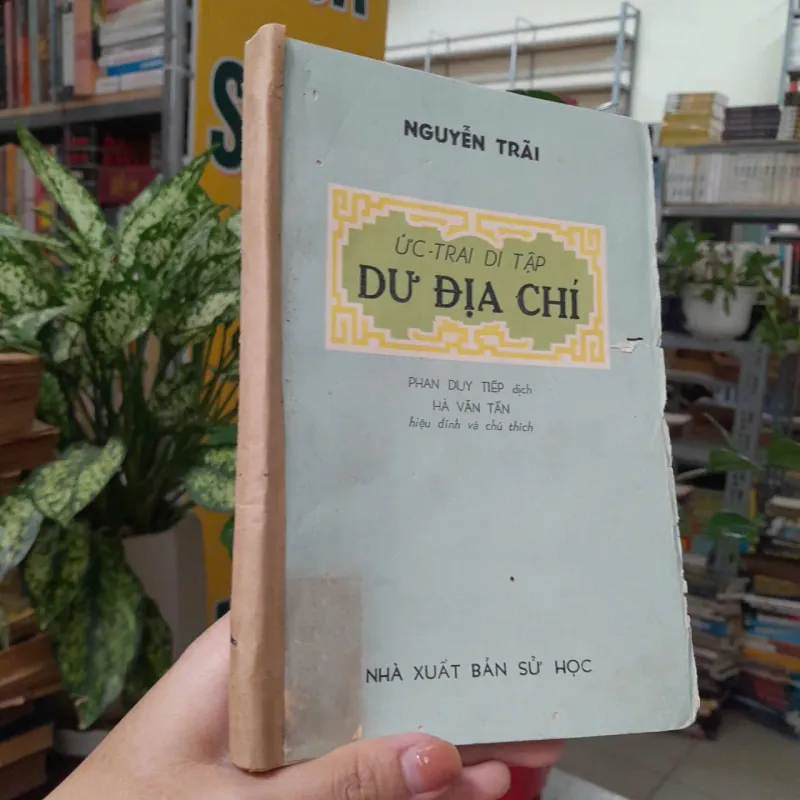 NGUYỄN TRÃI
ỨC-TRAI DI TẬP
DƯ ĐỊA CHÍ
PHAN DUY TIẾP dịch
HÀ VĂN TẤN
hiệu đính và chú thích
NHÀ XUẤT BẢN SỬ HỌC